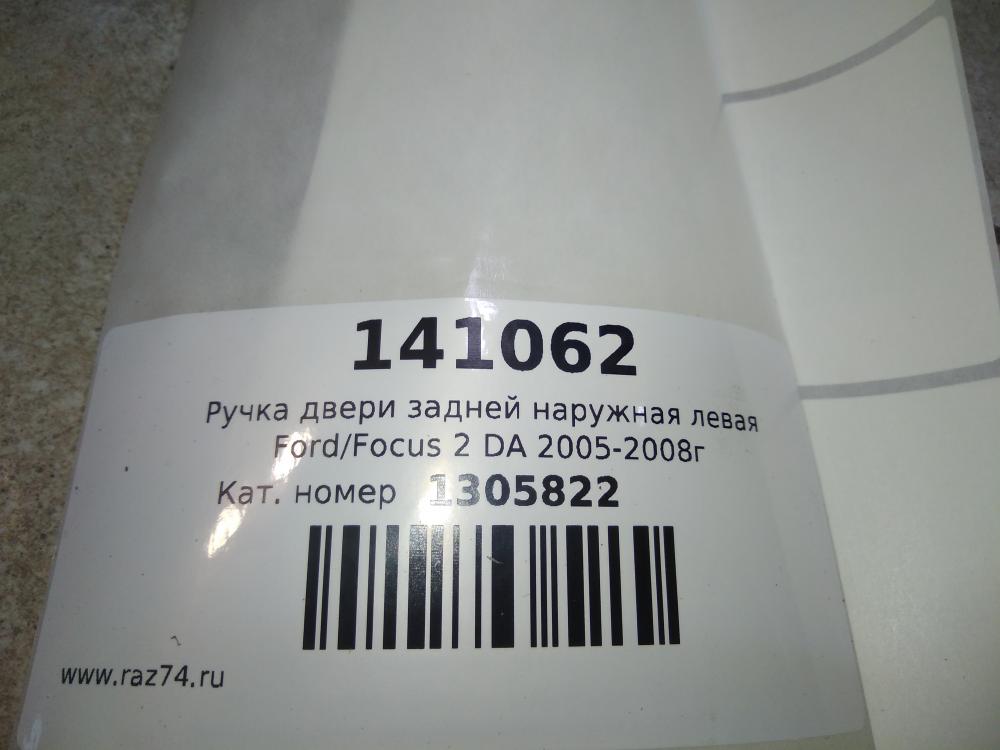 141062
Ручка двери задней наружная левая
Ford/Focus 2 DA 2005-2008г
Кат. номер 1305822
www.raz74.ru